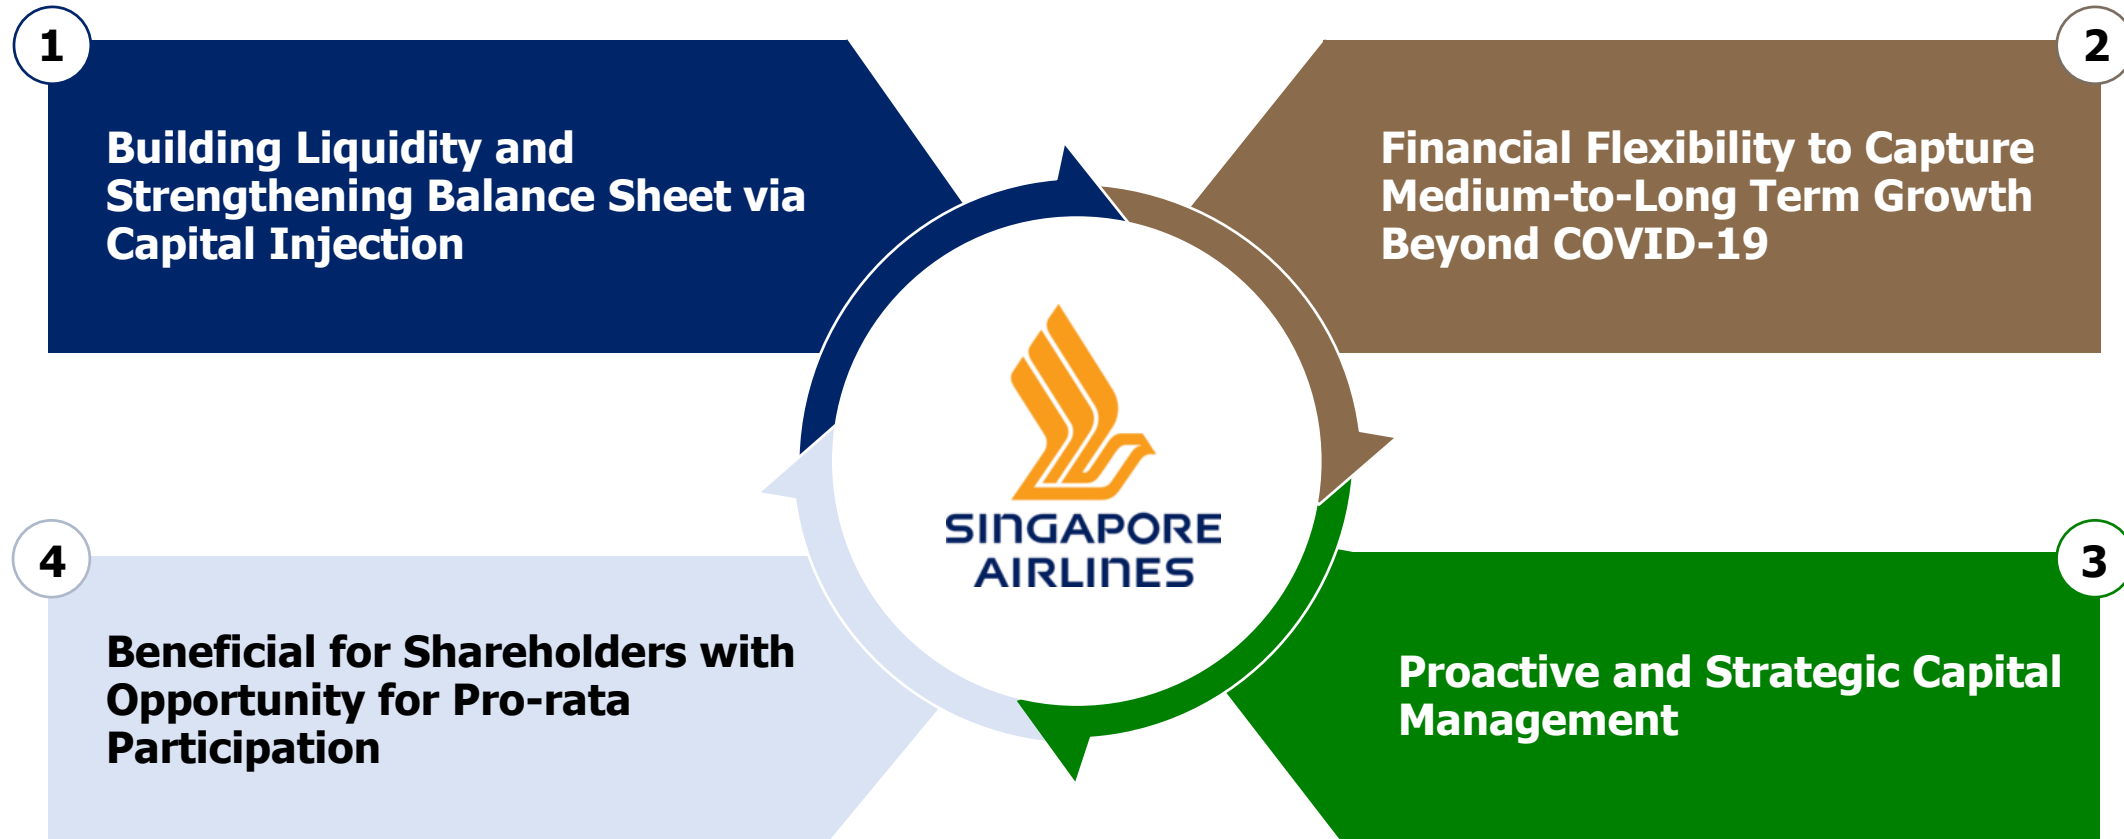 1
Building Liquidity and
Strengthening Balance Sheet via
Capital Injection
2
Financial Flexibility to Capture
Medium-to-Long Term Growth
Beyond COVID-19
SINGAPORE
AIRLINES
3
Proactive and Strategic Capital
Management
4
Beneficial for Shareholders with
Opportunity for Pro-rata
Participation